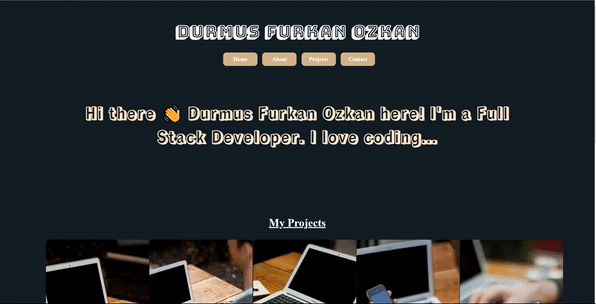 DURMUS FURKAN OZKAN
Home About Projects Contact
Hi there 👋 Durmus Furkan Ozkan here! I'm a Full
Stack Developer. I love coding...
My Projects